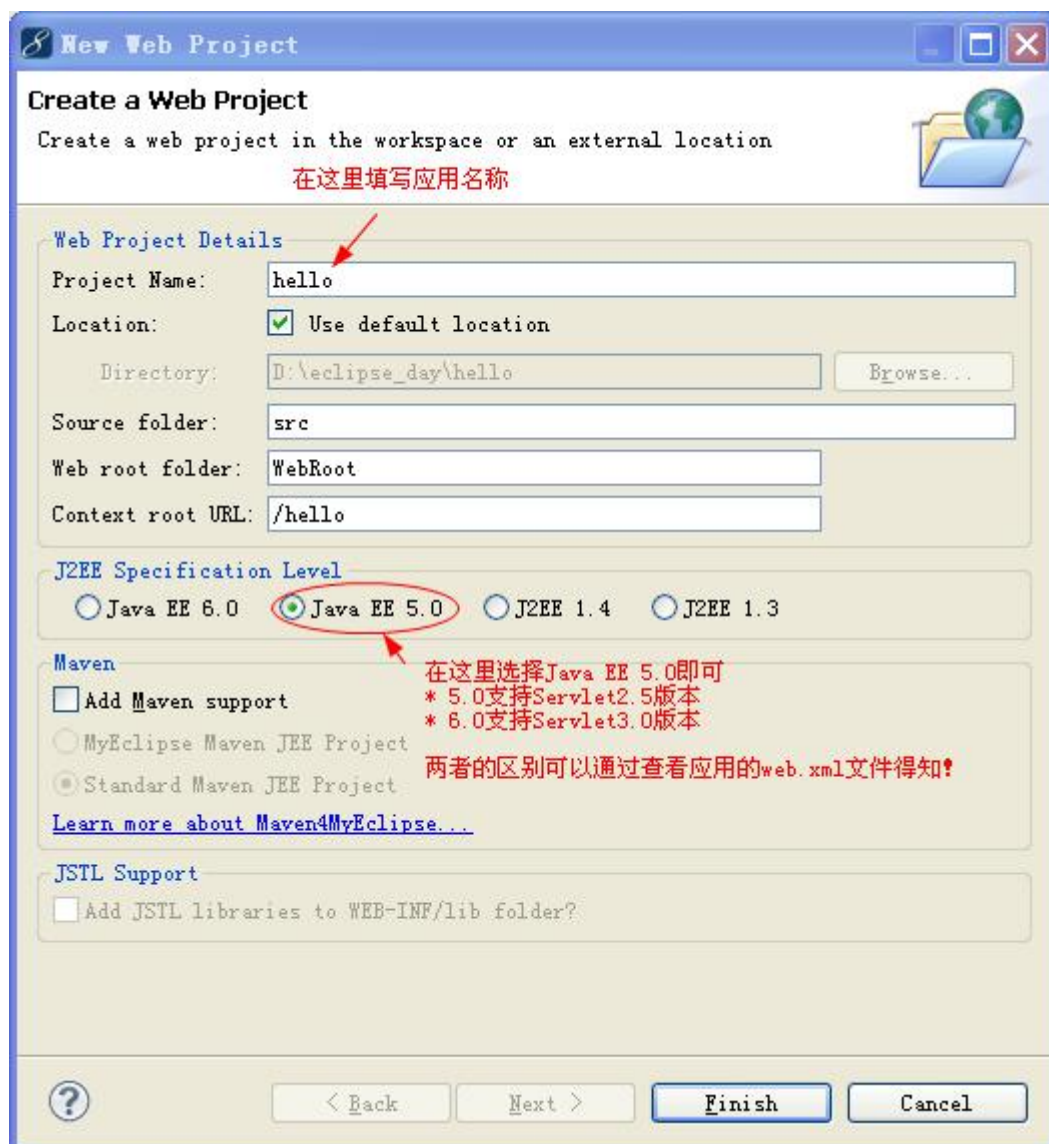 New Web Project
Create a Web Project
Create a web project in the workspace or an external location
在这里填写应用名称
Web Project Details
Project Name: hello
Location: Use default location
Directory: D:\eclipse_day\hello Browse...
Source folder: src
Web root folder: WebRoot
Context root URL: /hello
J2EE Specification Level
Java EE 6.0 Java EE 5.0 J2EE 1.4 J2EE 1.3
Maven
在这里选择Java EE 5.0即可
Add Maven support
* 5.0支持Servlet2.5版本
* 6.0支持Servlet3.0版本
MyEclipse Maven JEE Project
两者的区别可以通过查看应用的web.xml文件得知!
Standard Maven JEE Project
Learn more about Maven4MyEclipse...
JSTL Support
Add JSTL libraries to WEB-INF/lib folder?
? < Back Next > Finish Cancel